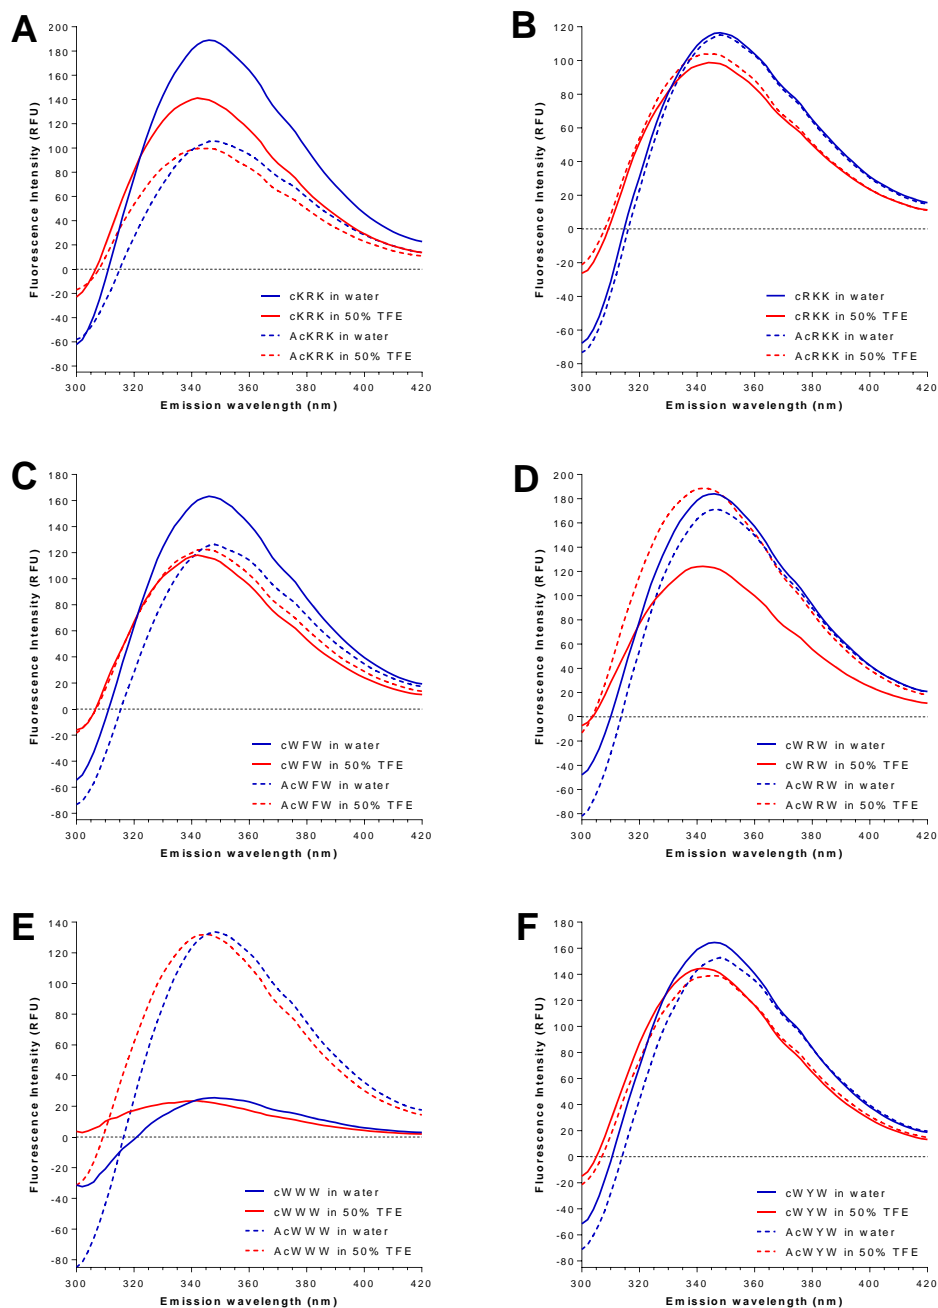 A
Fluorescence Intensity (RFU)
200
180
160
140
120
100
80
60
40
20
0
-20
-40
-60
-80
cKRK in water
cKRK in 50% TFE
AcKRK in water
AcKRK in 50% TFE
300 320 340 360 380 400 420
Emission wavelength (nm)
B
Fluorescence Intensity (RFU)
120
100
80
60
40
20
0
-20
-40
-60
-80
cRKK in water
cRKK in 50% TFE
AcRKK in water
AcRKK in 50% TFE
300 320 340 360 380 400 420
Emission wavelength (nm)
C
Fluorescence Intensity (RFU)
180
160
140
120
100
80
60
40
20
0
-20
-40
-60
-80
cWFW in water
cWFW in 50% TFE
AcWFW in water
AcWFW in 50% TFE
300 320 340 360 380 400 420
Emission wavelength (nm)
D
Fluorescence Intensity (RFU)
200
180
160
140
120
100
80
60
40
20
0
-20
-40
-60
-80
cWRW in water
cWRW in 50% TFE
AcWRW in water
AcWRW in 50% TFE
300 320 340 360 380 400 420
Emission wavelength (nm)
E
Fluorescence Intensity (RFU)
140
120
100
80
60
40
20
0
-20
-40
-60
-80
cWWW in water
cWWW in 50% TFE
AcWWW in water
AcWWW in 50% TFE
300 320 340 360 380 400 420
Emission wavelength (nm)
F
Fluorescence Intensity (RFU)
180
160
140
120
100
80
60
40
20
0
-20
-40
-60
-80
cWYW in water
cWYW in 50% TFE
AcWYW in water
AcWYW in 50% TFE
300 320 340 360 380 400 420
Emission wavelength (nm)